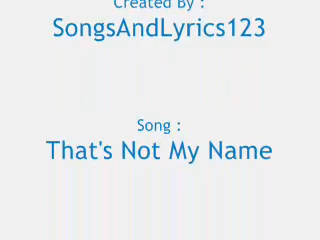 Created By :
SongsAndLyrics123
Song :
That's Not My Name